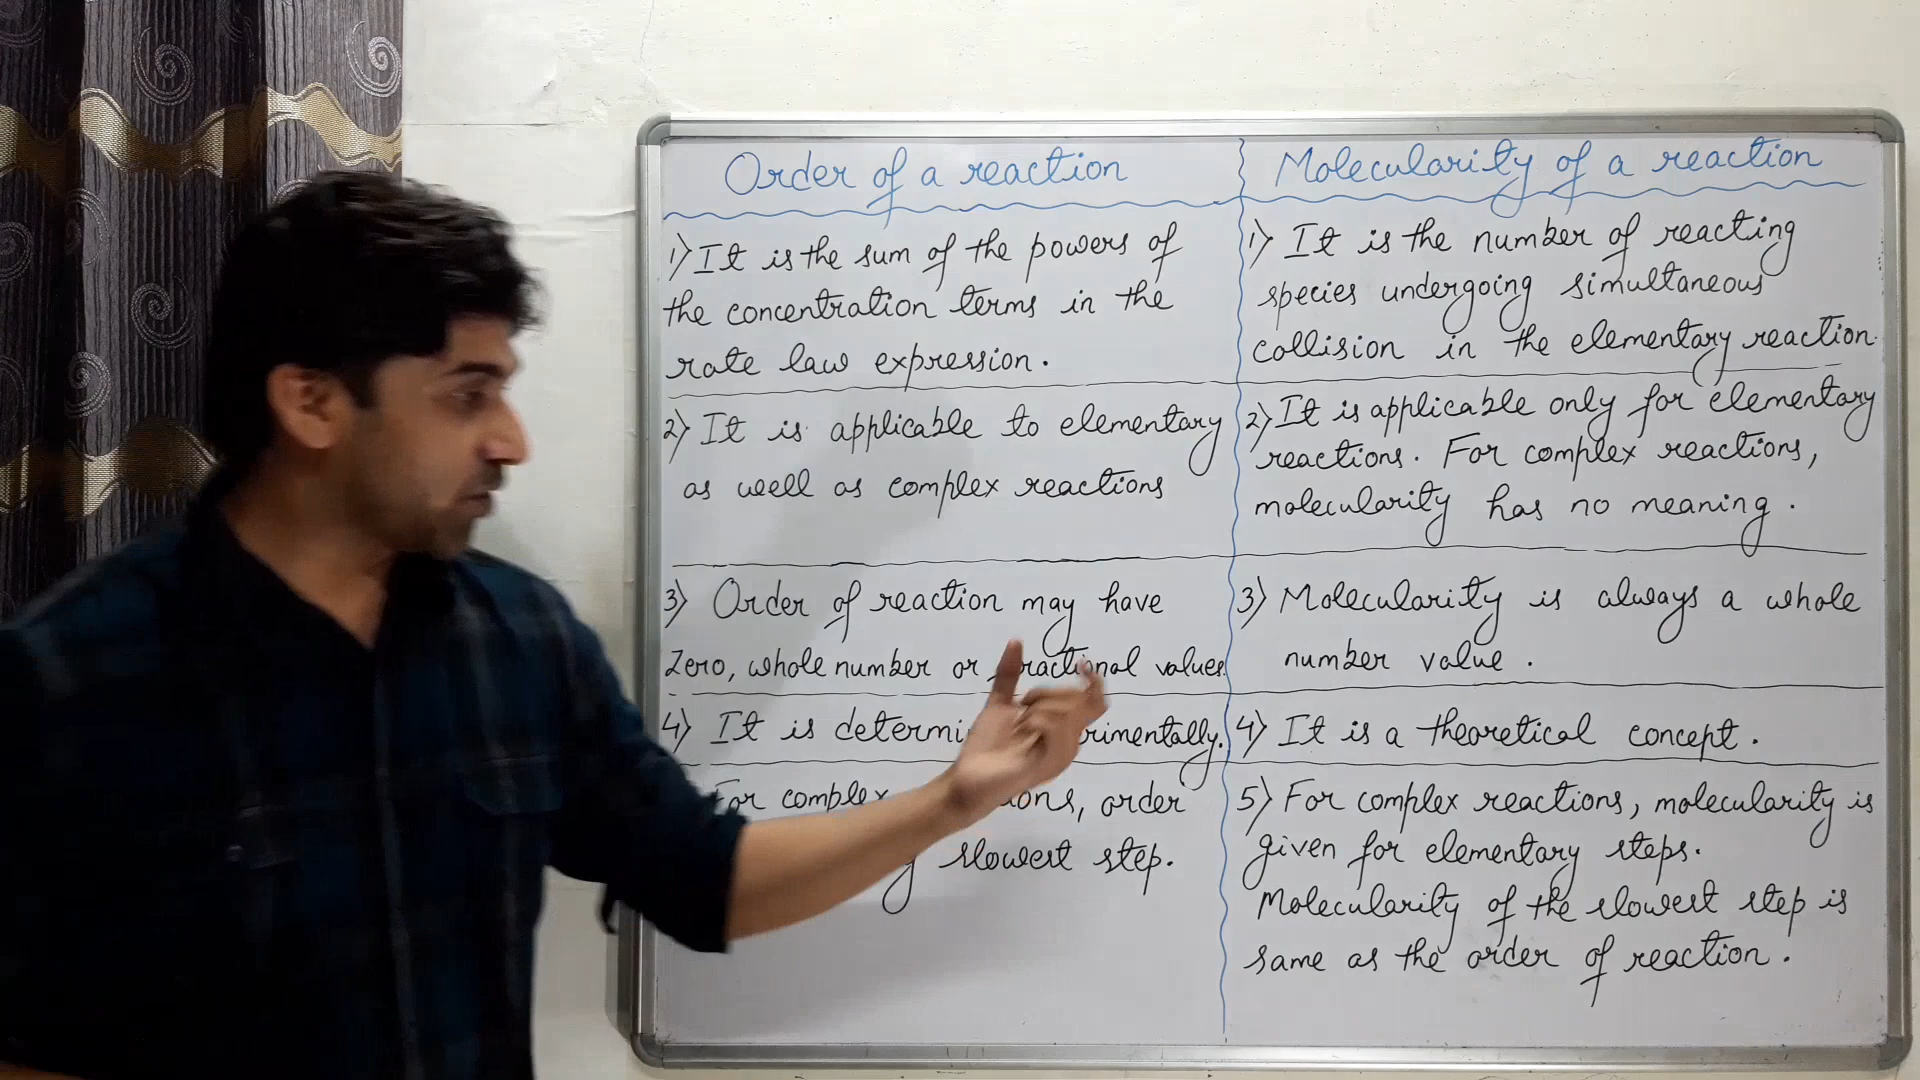 Order of a reaction
1) It is the sum of the powers of
the concentration terms in the
rate law expression.
2) It is applicable to elementary
as well as complex reactions
3) Order of reaction may have
Zero, whole number or fractional values.
4) It is
For complex order
slowest step.
Molecularity of a reaction
1) It is the number of reacting
species undergoing simultaneous
collision in the elementary reaction.
2) It is applicable only for elementary
reactions. For complex reactions,
molecularity has no meaning.
3) Molecularity is always a whole
number value.
4) It is a theoretical concept.
5) For complex reactions, molecularity is
given for elementary steps.
Molecularity of the slowest step is
same as the order of reaction.